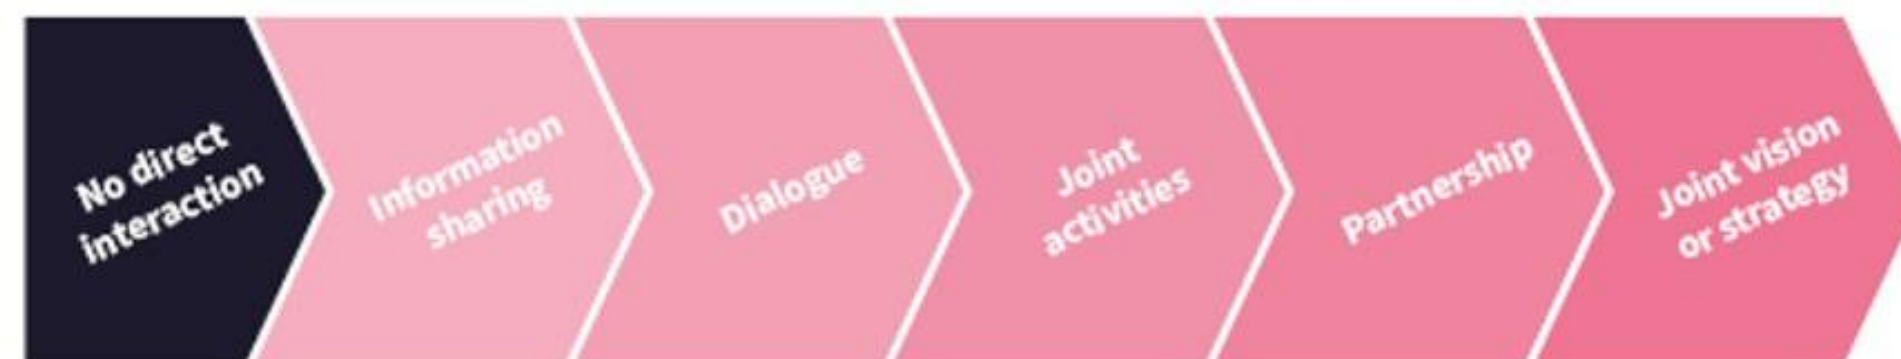 No direct
interaction
Information
sharing
Dialogue
Joint
activities
Partnership
Joint vision
or strategy